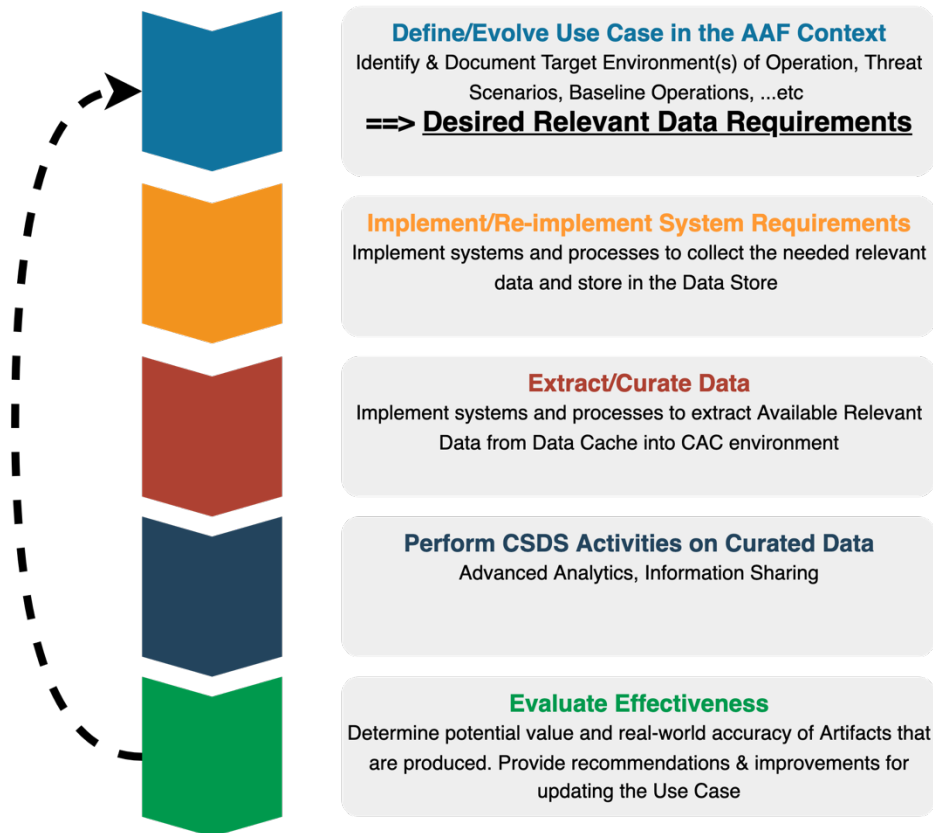 Define/Evolve Use Case in the AAF Context
Identify & Document Target Environment(s) of Operation, Threat
Scenarios, Baseline Operations, ...etc
==> Desired Relevant Data Requirements
Implement/Re-implement System Requirements
Implement systems and processes to collect the needed relevant
data and store in the Data Store
Extract/Curate Data
Implement systems and processes to extract Available Relevant
Data from Data Cache into CAC environment
Perform CSDS Activities on Curated Data
Advanced Analytics, Information Sharing
Evaluate Effectiveness
Determine potential value and real-world accuracy of Artifacts that
are produced. Provide recommendations & improvements for
updating the Use Case